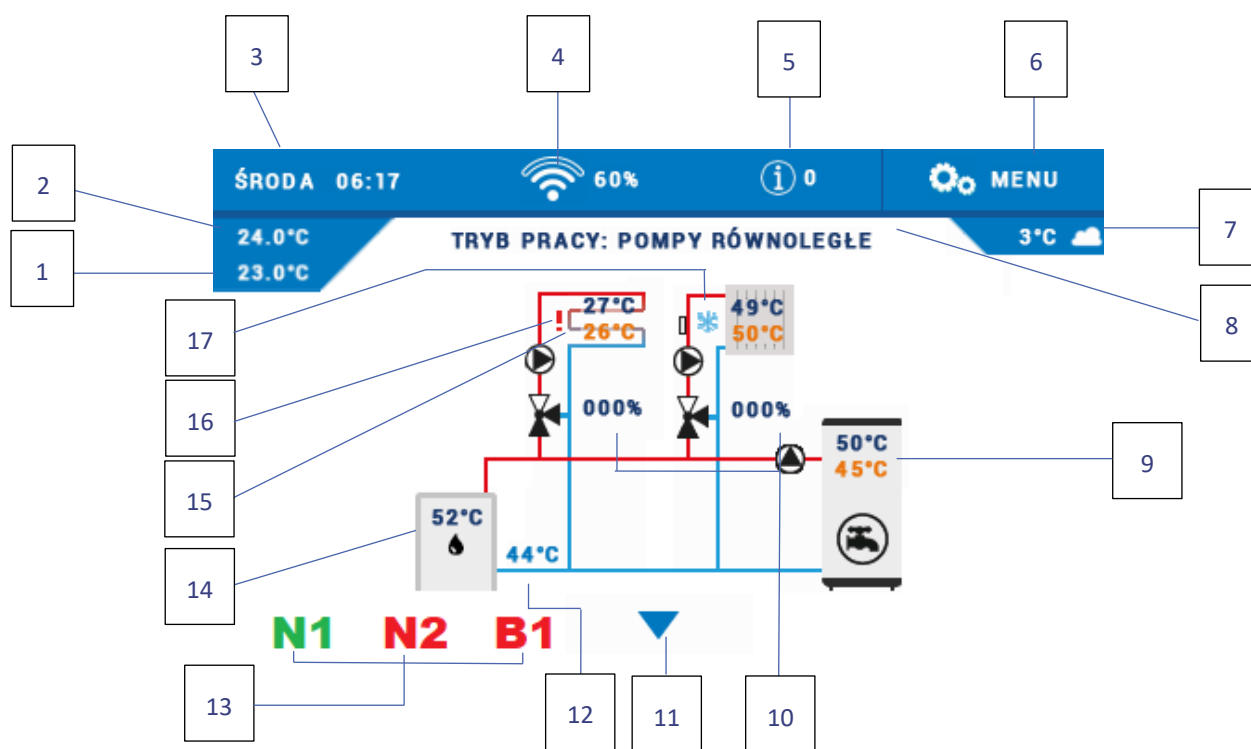 3
4
5
6
2
ŚRODA 06:17
60%
i 0
MENU
7
1
24.0°C
23.0°C
TRYB PRACY: POMPY RÓWNOLEGŁE
3°C
8
17
27°C
26°C
49°C
50°C
16
000%
000%
50°C
45°C
9
15
52°C
44°C
14
N1 N2 B1
13
12
11
10